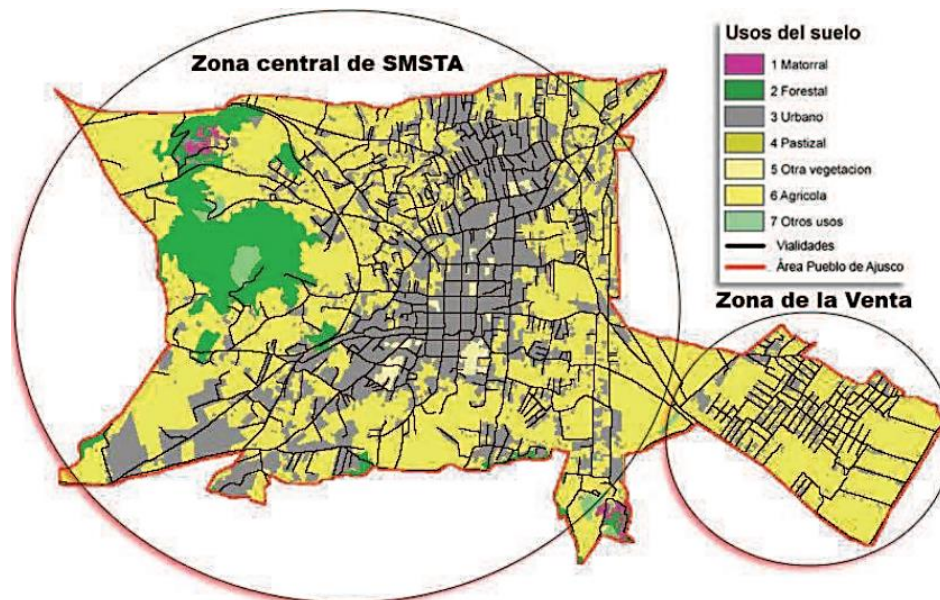 Zona central de SMSTA
Usos del suelo
1 Matorral
2 Forestal
3 Urbano
4 Pastizal
5 Otra vegetacion
6 Agrícola
7 Otros usos
Vialidades
Área Pueblo de Ajusco
Zona de la Venta